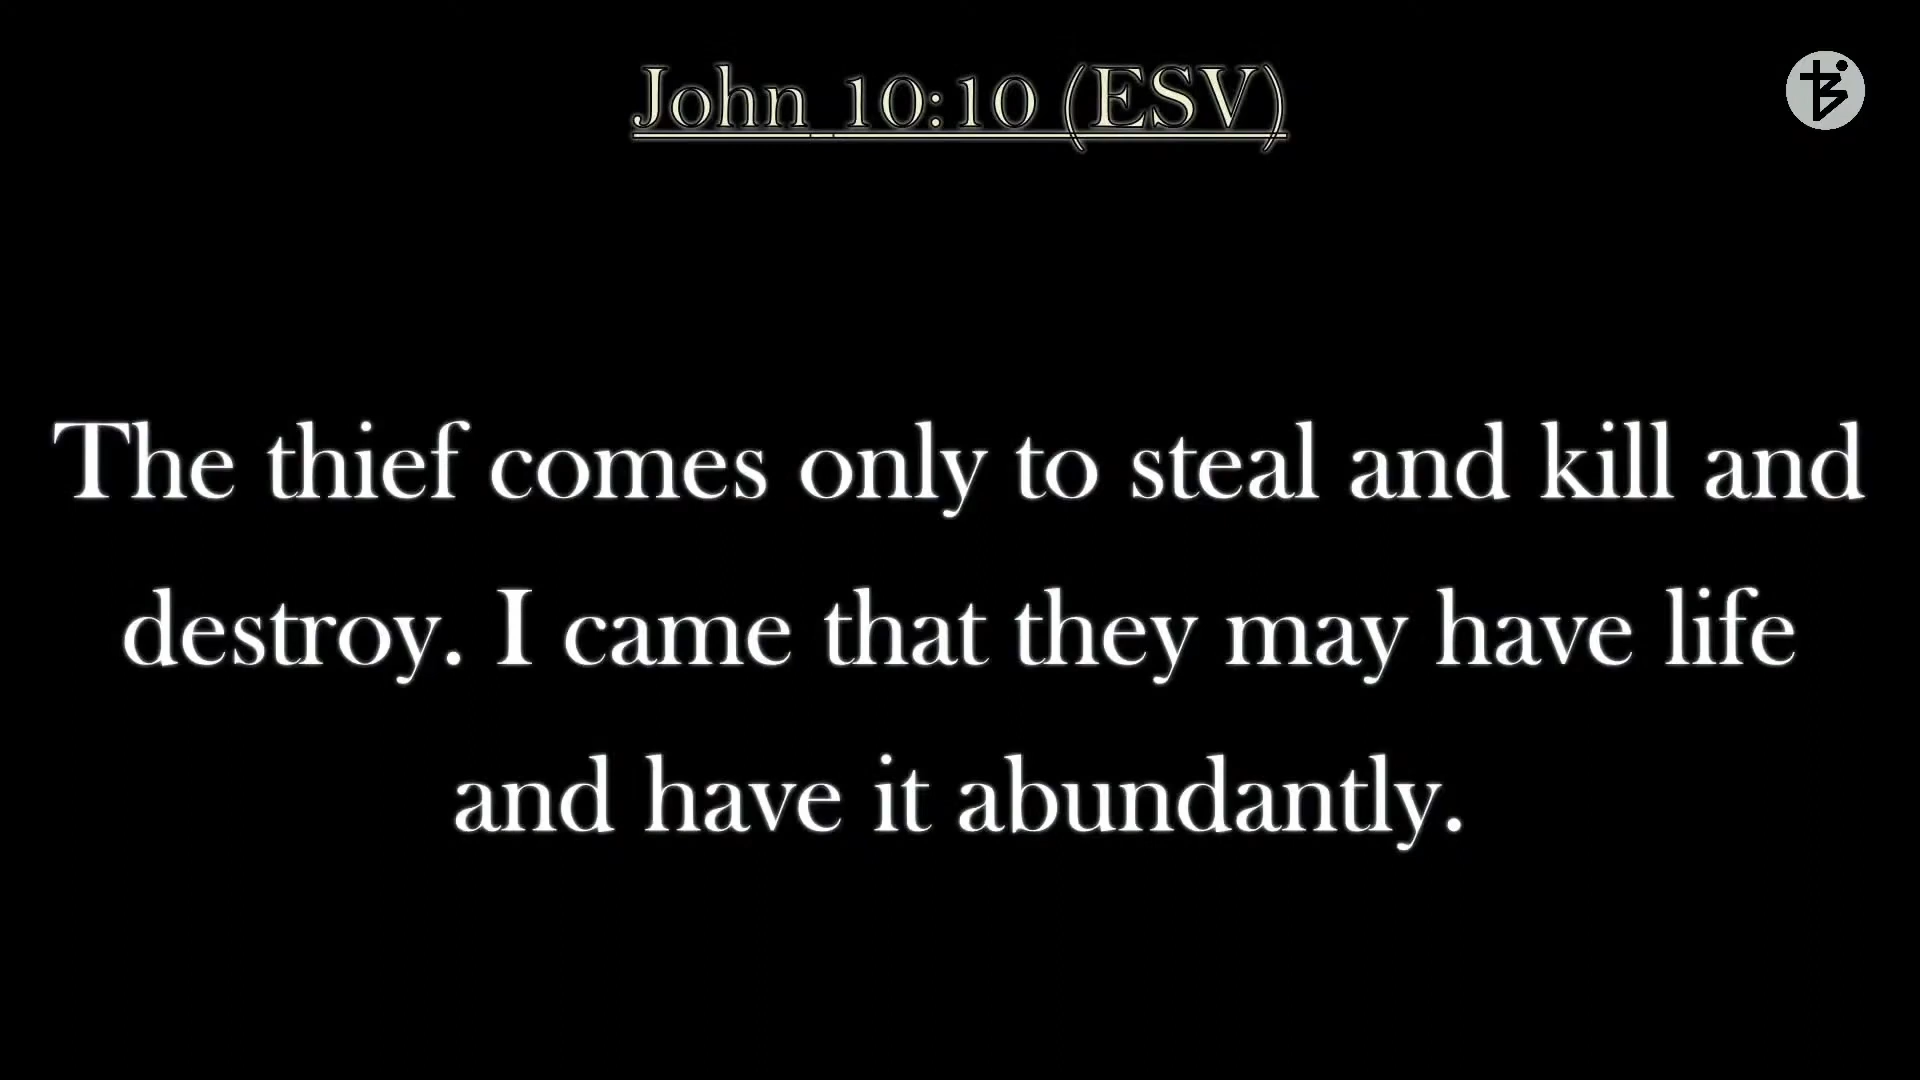 John 10:10 (ESV)
The thief comes only to steal and kill and
destroy. I came that they may have life
and have it abundantly.